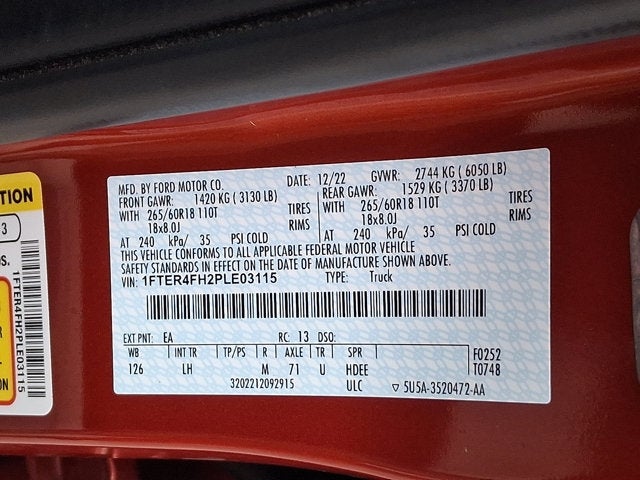 MFD. BY FORD MOTOR CO.
DATE: 12/22
GVWR: 2744 KG ( 6050 LB)
FRONT GAWR: 1420 KG ( 3130 LB)
REAR GAWR: 1529 KG ( 3370 LB)
WITH 265/60R18 110T TIRES
WITH 265/60R18 110T TIRES
18x8.0J RIMS
18x8.0J RIMS
AT 240 kPa/ 35 PSI COLD
AT 240 kPa/ 35 PSI COLD
THIS VEHICLE CONFORMS TO ALL APPLICABLE FEDERAL MOTOR VEHICLE
SAFETY STANDARDS IN EFFECT ON THE DATE OF MANUFACTURE SHOWN ABOVE.
VIN: 1FTER4FH2PLE03115
TYPE: Truck
EXT PNT: EA RC: 13 DSO:
WB INT TR TP/PS R AXLE TR SPR F0252
126 LH M 71 U HDEE T0748
3202212092915 ULC ▽ 5U5A-3520472-AA
TION
3
OS.
1FTER4FH2PLE03115
ON